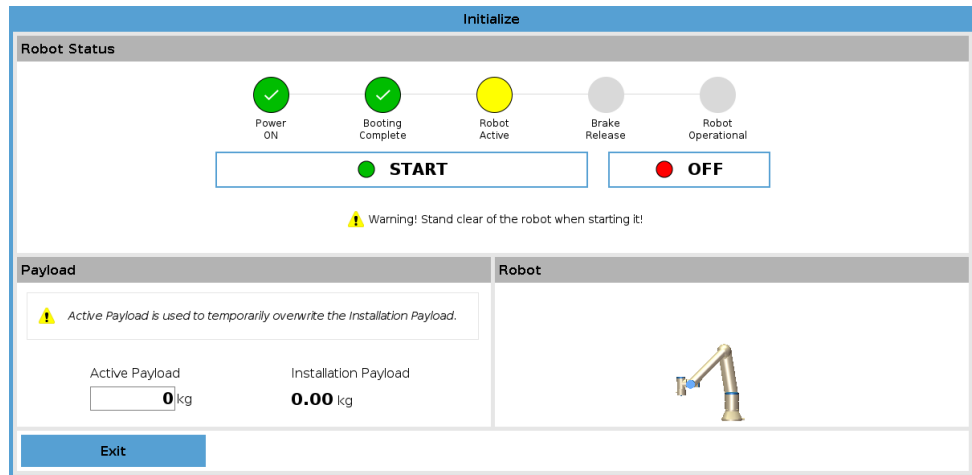 Initialize
Robot Status
Power
ON
Booting
Complete
Robot
Active
Brake
Release
Robot
Operational
START
OFF
Warning! Stand clear of the robot when starting it!
Payload
Active Payload is used to temporarily overwrite the Installation Payload.
Active Payload
0 kg
Installation Payload
0.00 kg
Robot
Exit